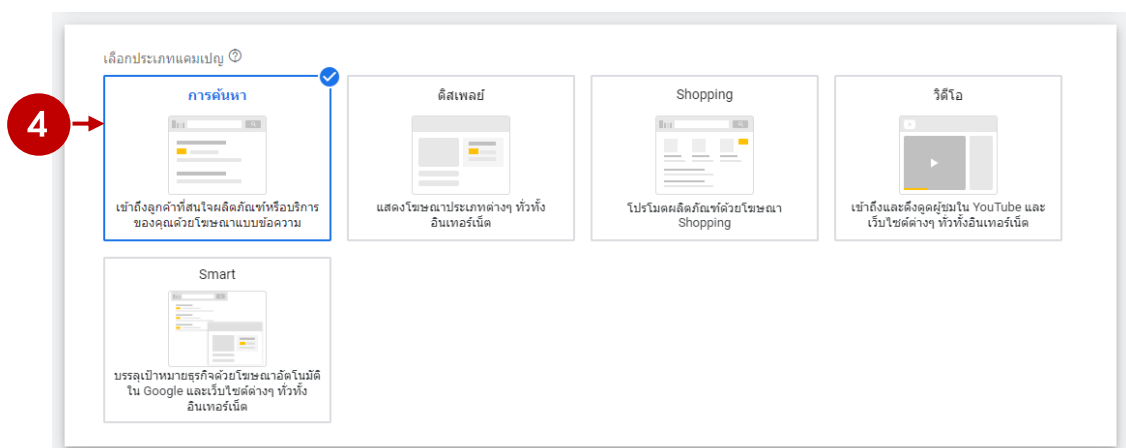 เลือกประเภทแคมเปญ
การค้นหา
เข้าถึงลูกค้าที่สนใจผลิตภัณฑ์หรือบริการ
ของคุณด้วยโฆษณาแบบข้อความ
ดิสเพลย์
แสดงโฆษณาประเภทต่างๆ ทั่วทั้ง
อินเทอร์เน็ต
Shopping
โปรโมตผลิตภัณฑ์ด้วยโฆษณา
Shopping
วิดีโอ
เข้าถึงและดึงดูดผู้ชมใน YouTube และ
เว็บไซต์ต่างๆ ทั่วทั้งอินเทอร์เน็ต
4
Smart
บรรลุเป้าหมายธุรกิจด้วยโฆษณาอัตโนมัติ
ใน Google และเว็บไซต์ต่างๆ ทั่วทั้ง
อินเทอร์เน็ต